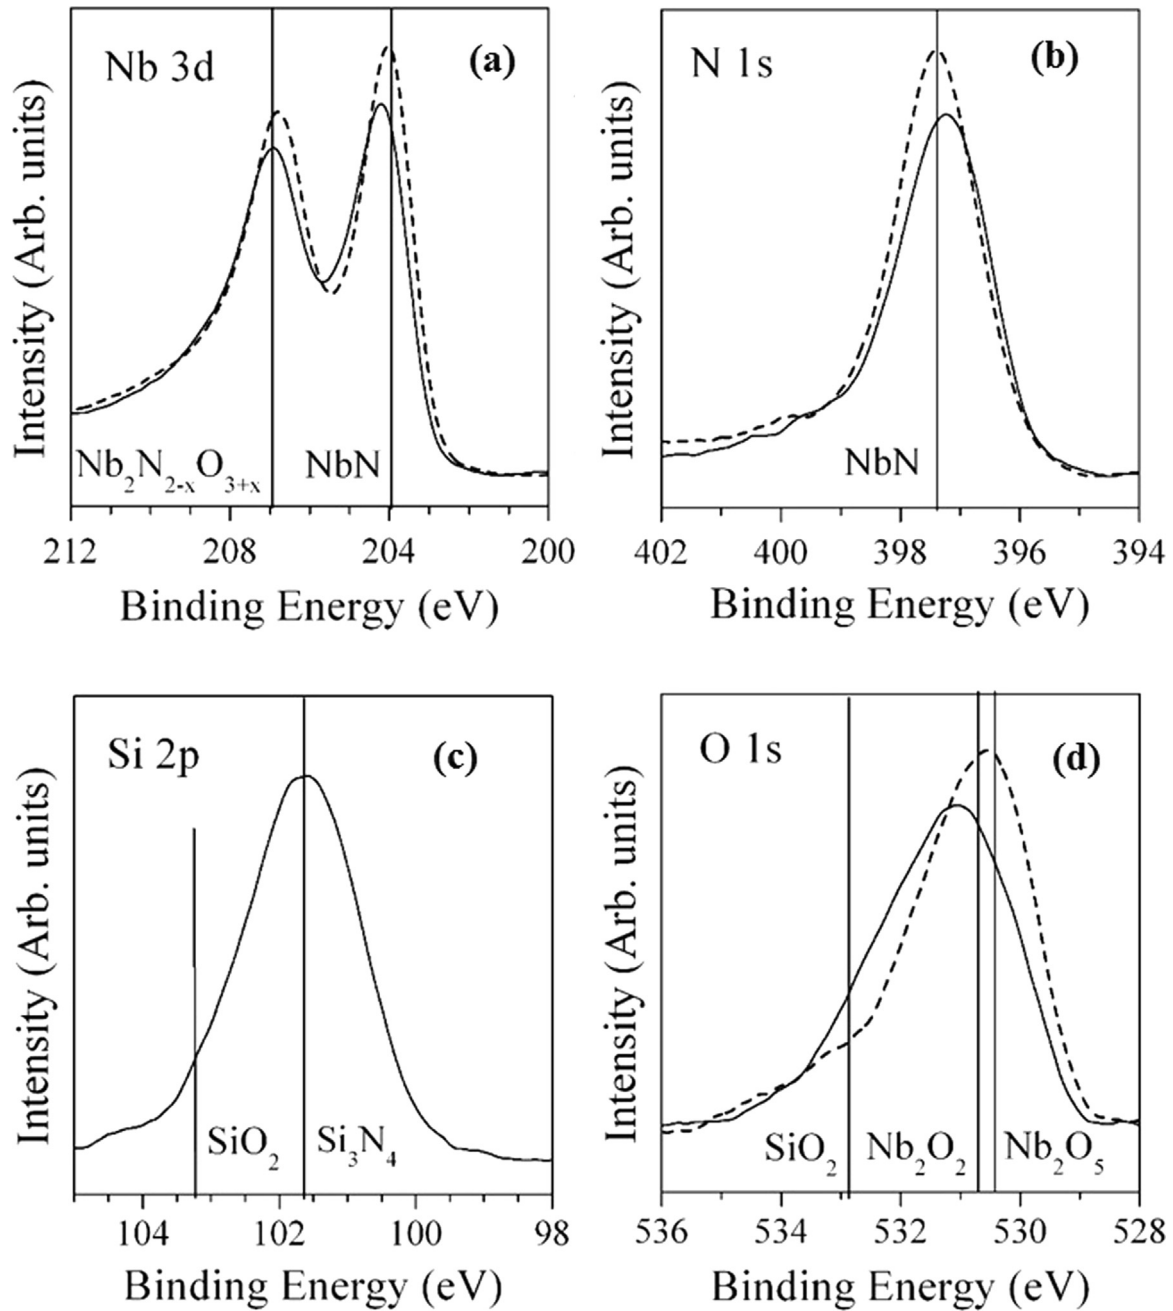 Nb 3d
(a)
Intensity (Arb. units)
Nb₂N₂₋ₓO₃₊ₓ
NbN
212 208 204 200
Binding Energy (eV)
N 1s
(b)
Intensity (Arb. units)
NbN
402 400 398 396 394
Binding Energy (eV)
Si 2p
(c)
Intensity (Arb. units)
SiO₂
Si₃N₄
104 102 100 98
Binding Energy (eV)
O 1s
(d)
Intensity (Arb. units)
SiO₂
Nb₂O₂
Nb₂O₅
536 534 532 530 528
Binding Energy (eV)